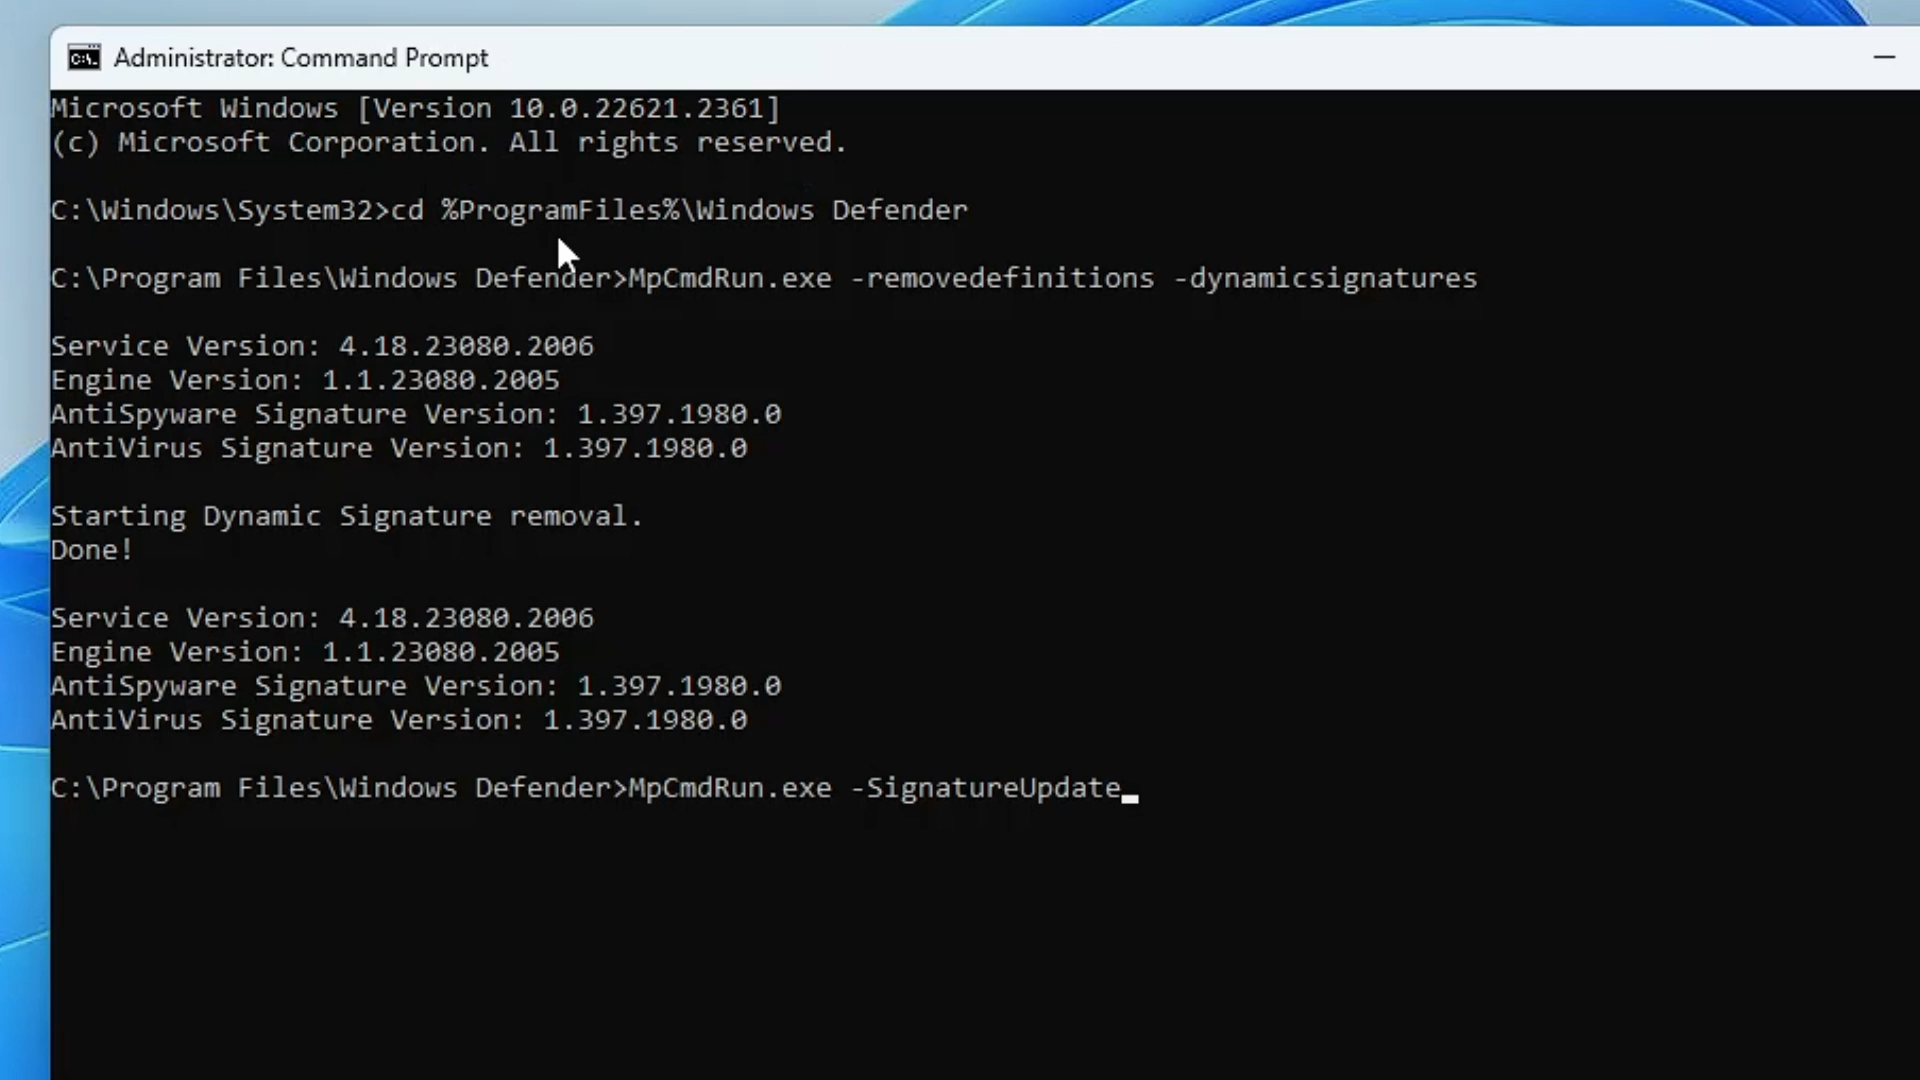 Administrator: Command Prompt
Microsoft Windows [Version 10.0.22621.2361]
(c) Microsoft Corporation. All rights reserved.
C:\Windows\System32>cd %ProgramFiles%\Windows Defender
C:\Program Files\Windows Defender>MpCmdRun.exe -removedefinitions -dynamicsignatures
Service Version: 4.18.23080.2006
Engine Version: 1.1.23080.2005
AntiSpyware Signature Version: 1.397.1980.0
AntiVirus Signature Version: 1.397.1980.0
Starting Dynamic Signature removal.
Done!
Service Version: 4.18.23080.2006
Engine Version: 1.1.23080.2005
AntiSpyware Signature Version: 1.397.1980.0
AntiVirus Signature Version: 1.397.1980.0
C:\Program Files\Windows Defender>MpCmdRun.exe -SignatureUpdate